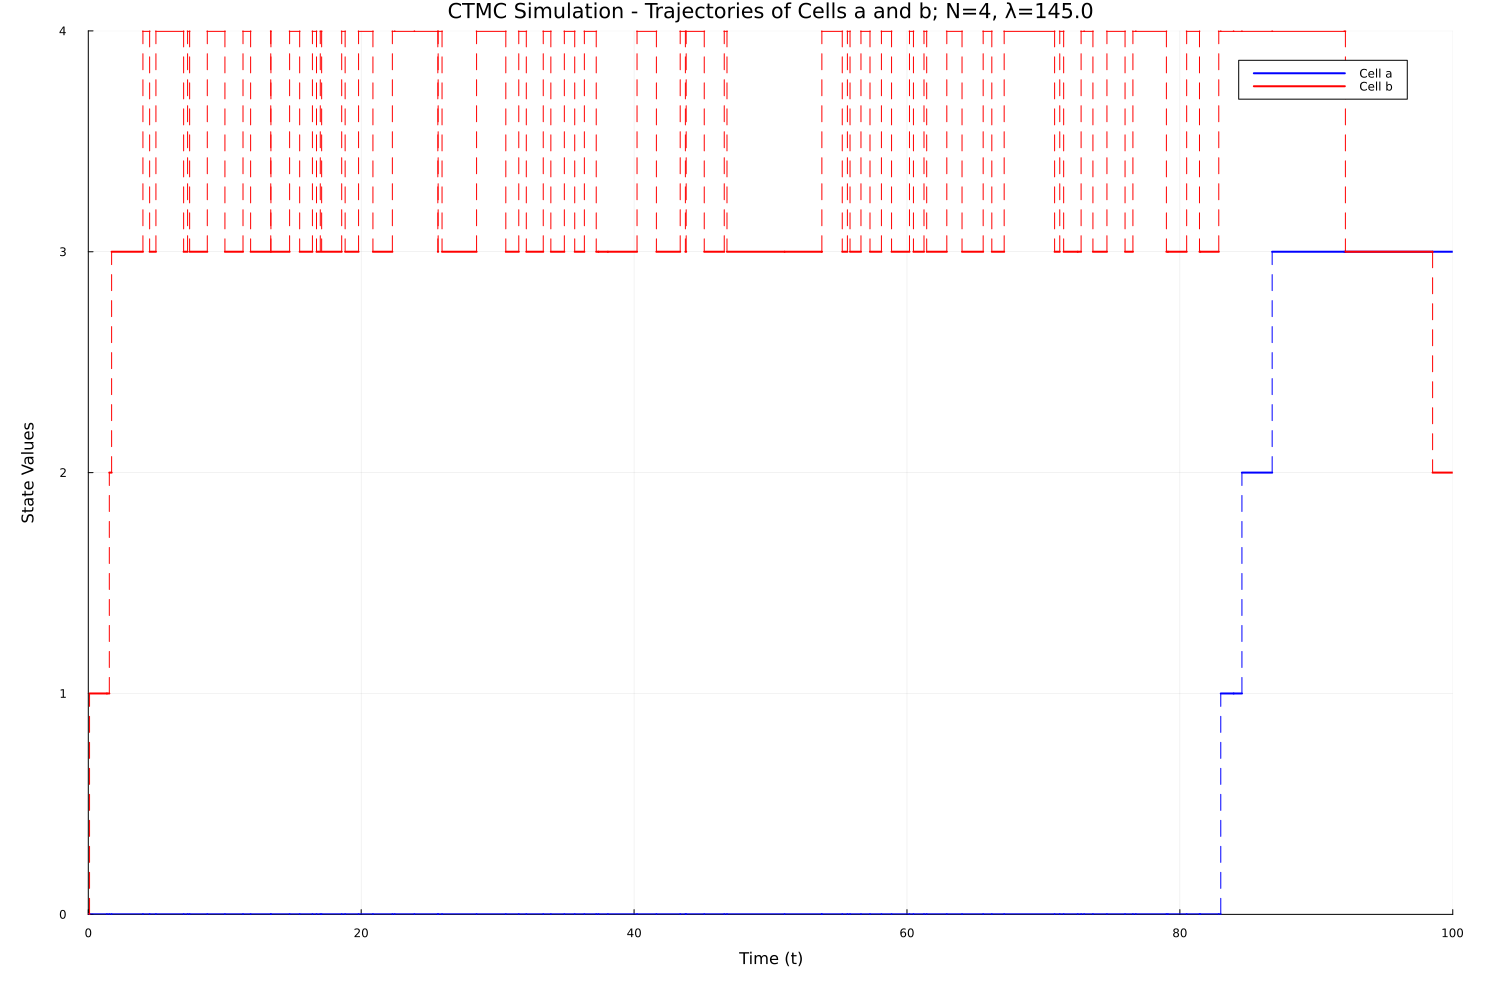 CTMC Simulation - Trajectories of Cells a and b; N=4, λ=145.0
4
Cell a
Cell b
3
State Values
2
1
0
0 20 40 60 80 100
Time (t)